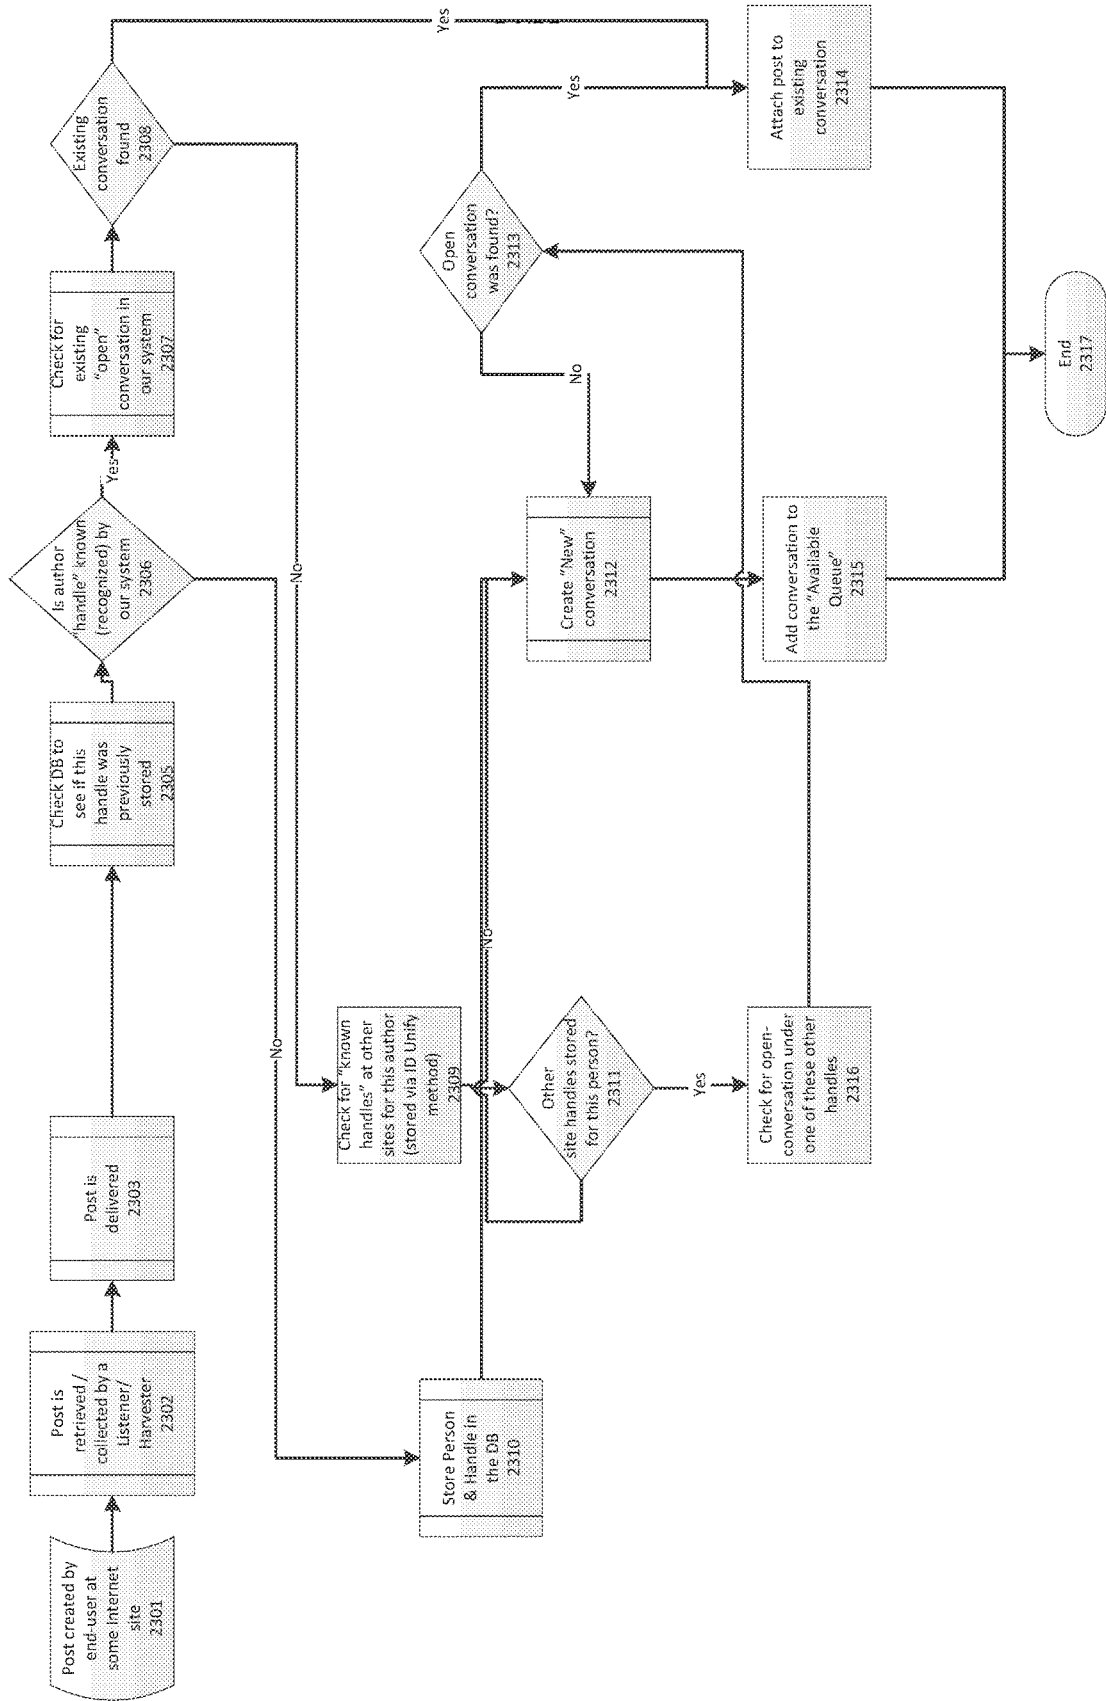 Post created by
end-user at
some Internet
site
2301
Post is
retrieved /
collected by a
Listener/
Harvester
2302
Post is
delivered
2303
Check DB to
see if this
handle was
previously
stored
2305
Is author
"handle" known
(recognized) by
our system
2306
Yes
Check for
existing
"open"
conversation in
our system
2307
Existing
conversation
found
2308
Yes
No
No
Store Person
& Handle in
the DB
2310
Check for "known
handles" at other
sites for this author
(stored via ID Unify
method)
2309
Other
site handles stored
for this person?
2311
No
Yes
Check for open-
conversation under
one of these other
handles
2316
Open
conversation
was found?
2313
Yes
No
Create "New"
conversation
2312
Add conversation to
the "Available
Queue"
2315
Attach post to
existing
conversation
2314
End
2317